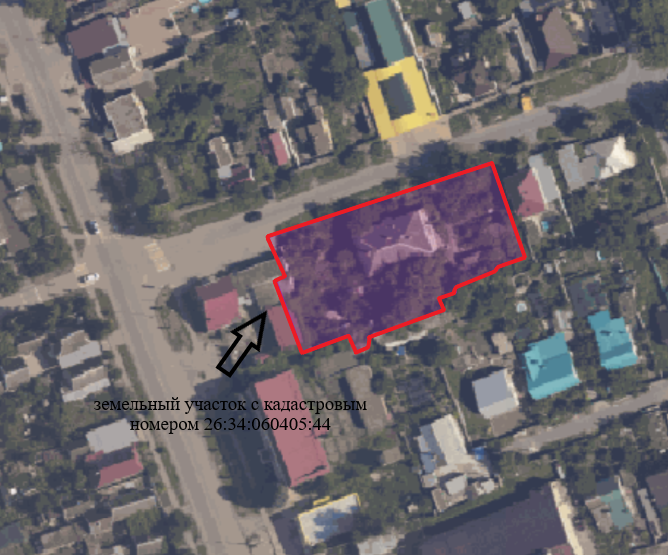 земельный участок с кадастровым
номером 26:34:060405:44